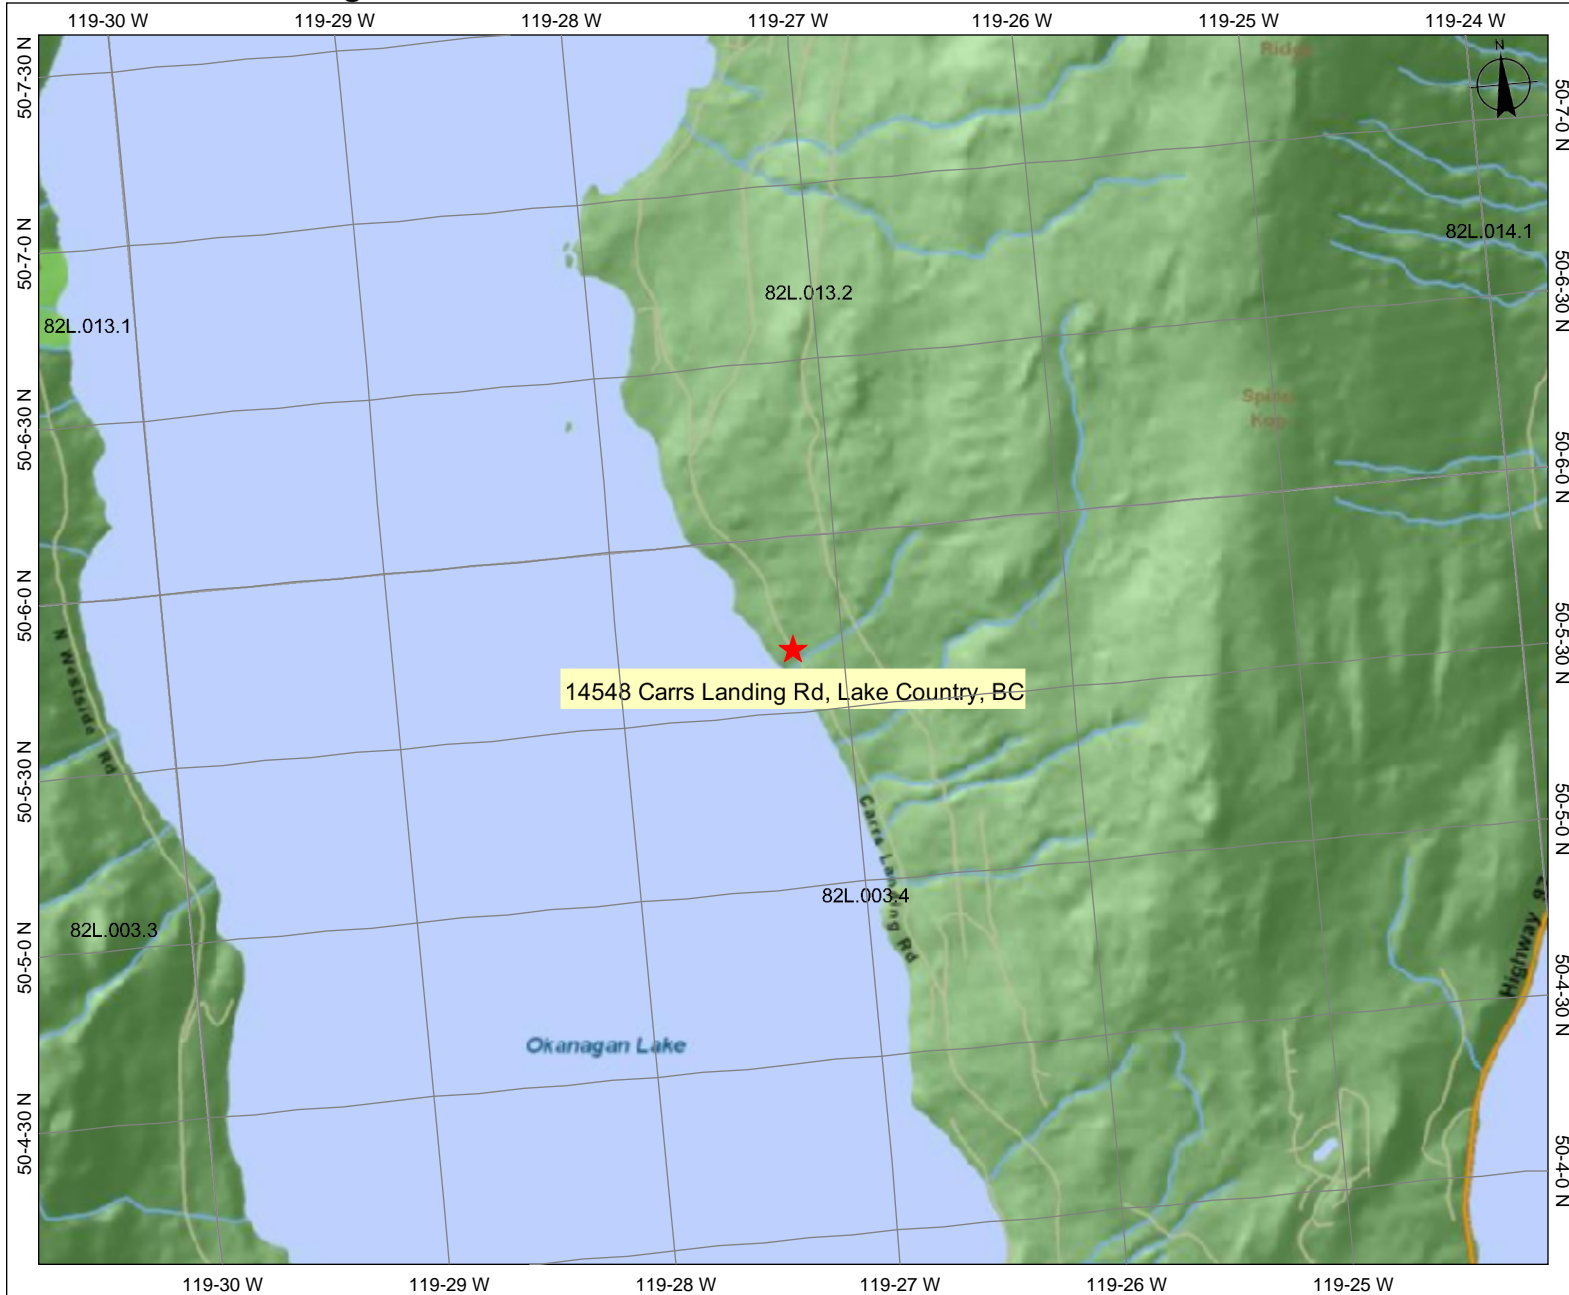 119-30 W 119-29 W 119-28 W 119-27 W 119-26 W 119-25 W 119-24 W
50-7-30 N
Ridge
N
50-7-0 N
50-7-0 N
82L.014.1
82L.013.2
50-6-30 N
82L.013.1
50-6-30 N
50-6-0 N
50-6-0 N
50-5-30 N
N Westside Rd
14548 Carrs Landing Rd, Lake Country, BC
50-5-30 N
50-5-0 N
Carrs Landing Rd
82L.003.4
82L.003.3
Highway 97
50-5-0 N
50-4-30 N
Okanagan Lake
50-4-30 N
50-4-0 N
119-30 W 119-29 W 119-28 W 119-27 W 119-26 W 119-25 W